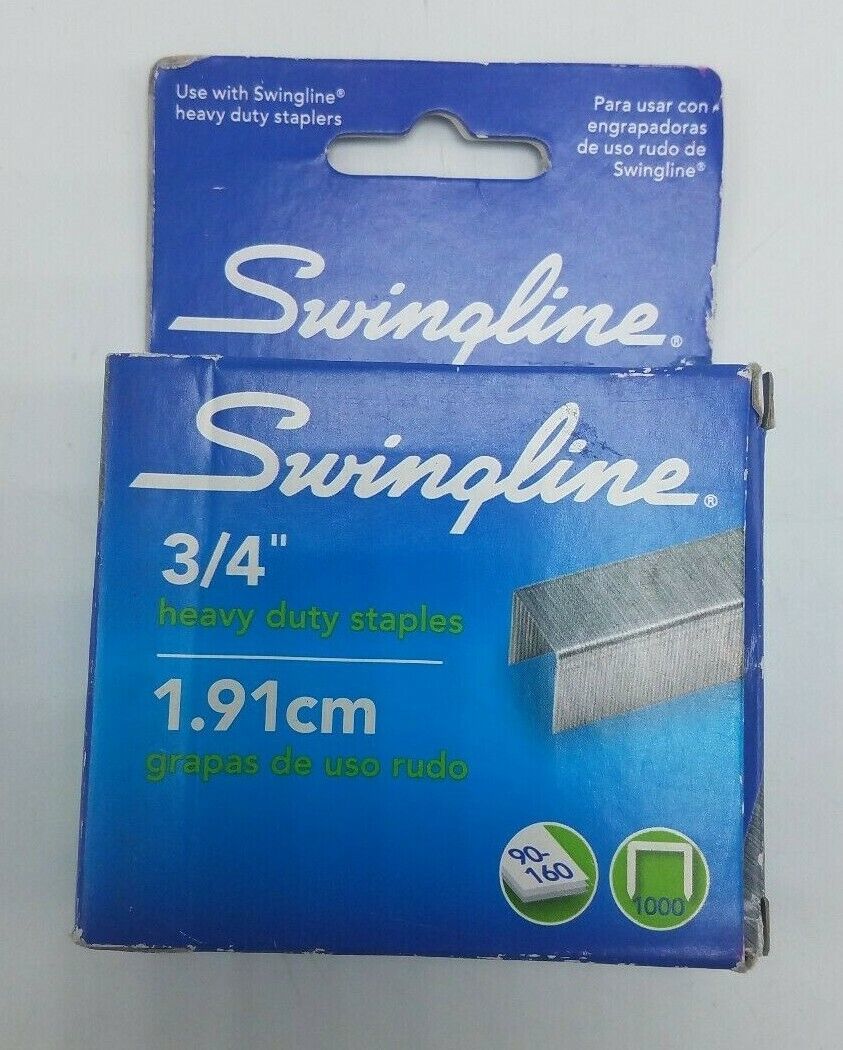 Use with Swingline®
heavy duty staplers
Para usar con
engrapadoras
de uso rudo de
Swingline®
Swingline®
Swingline®
3/4"
heavy duty staples
1.91cm
grapas de uso rudo
90-
160
1000